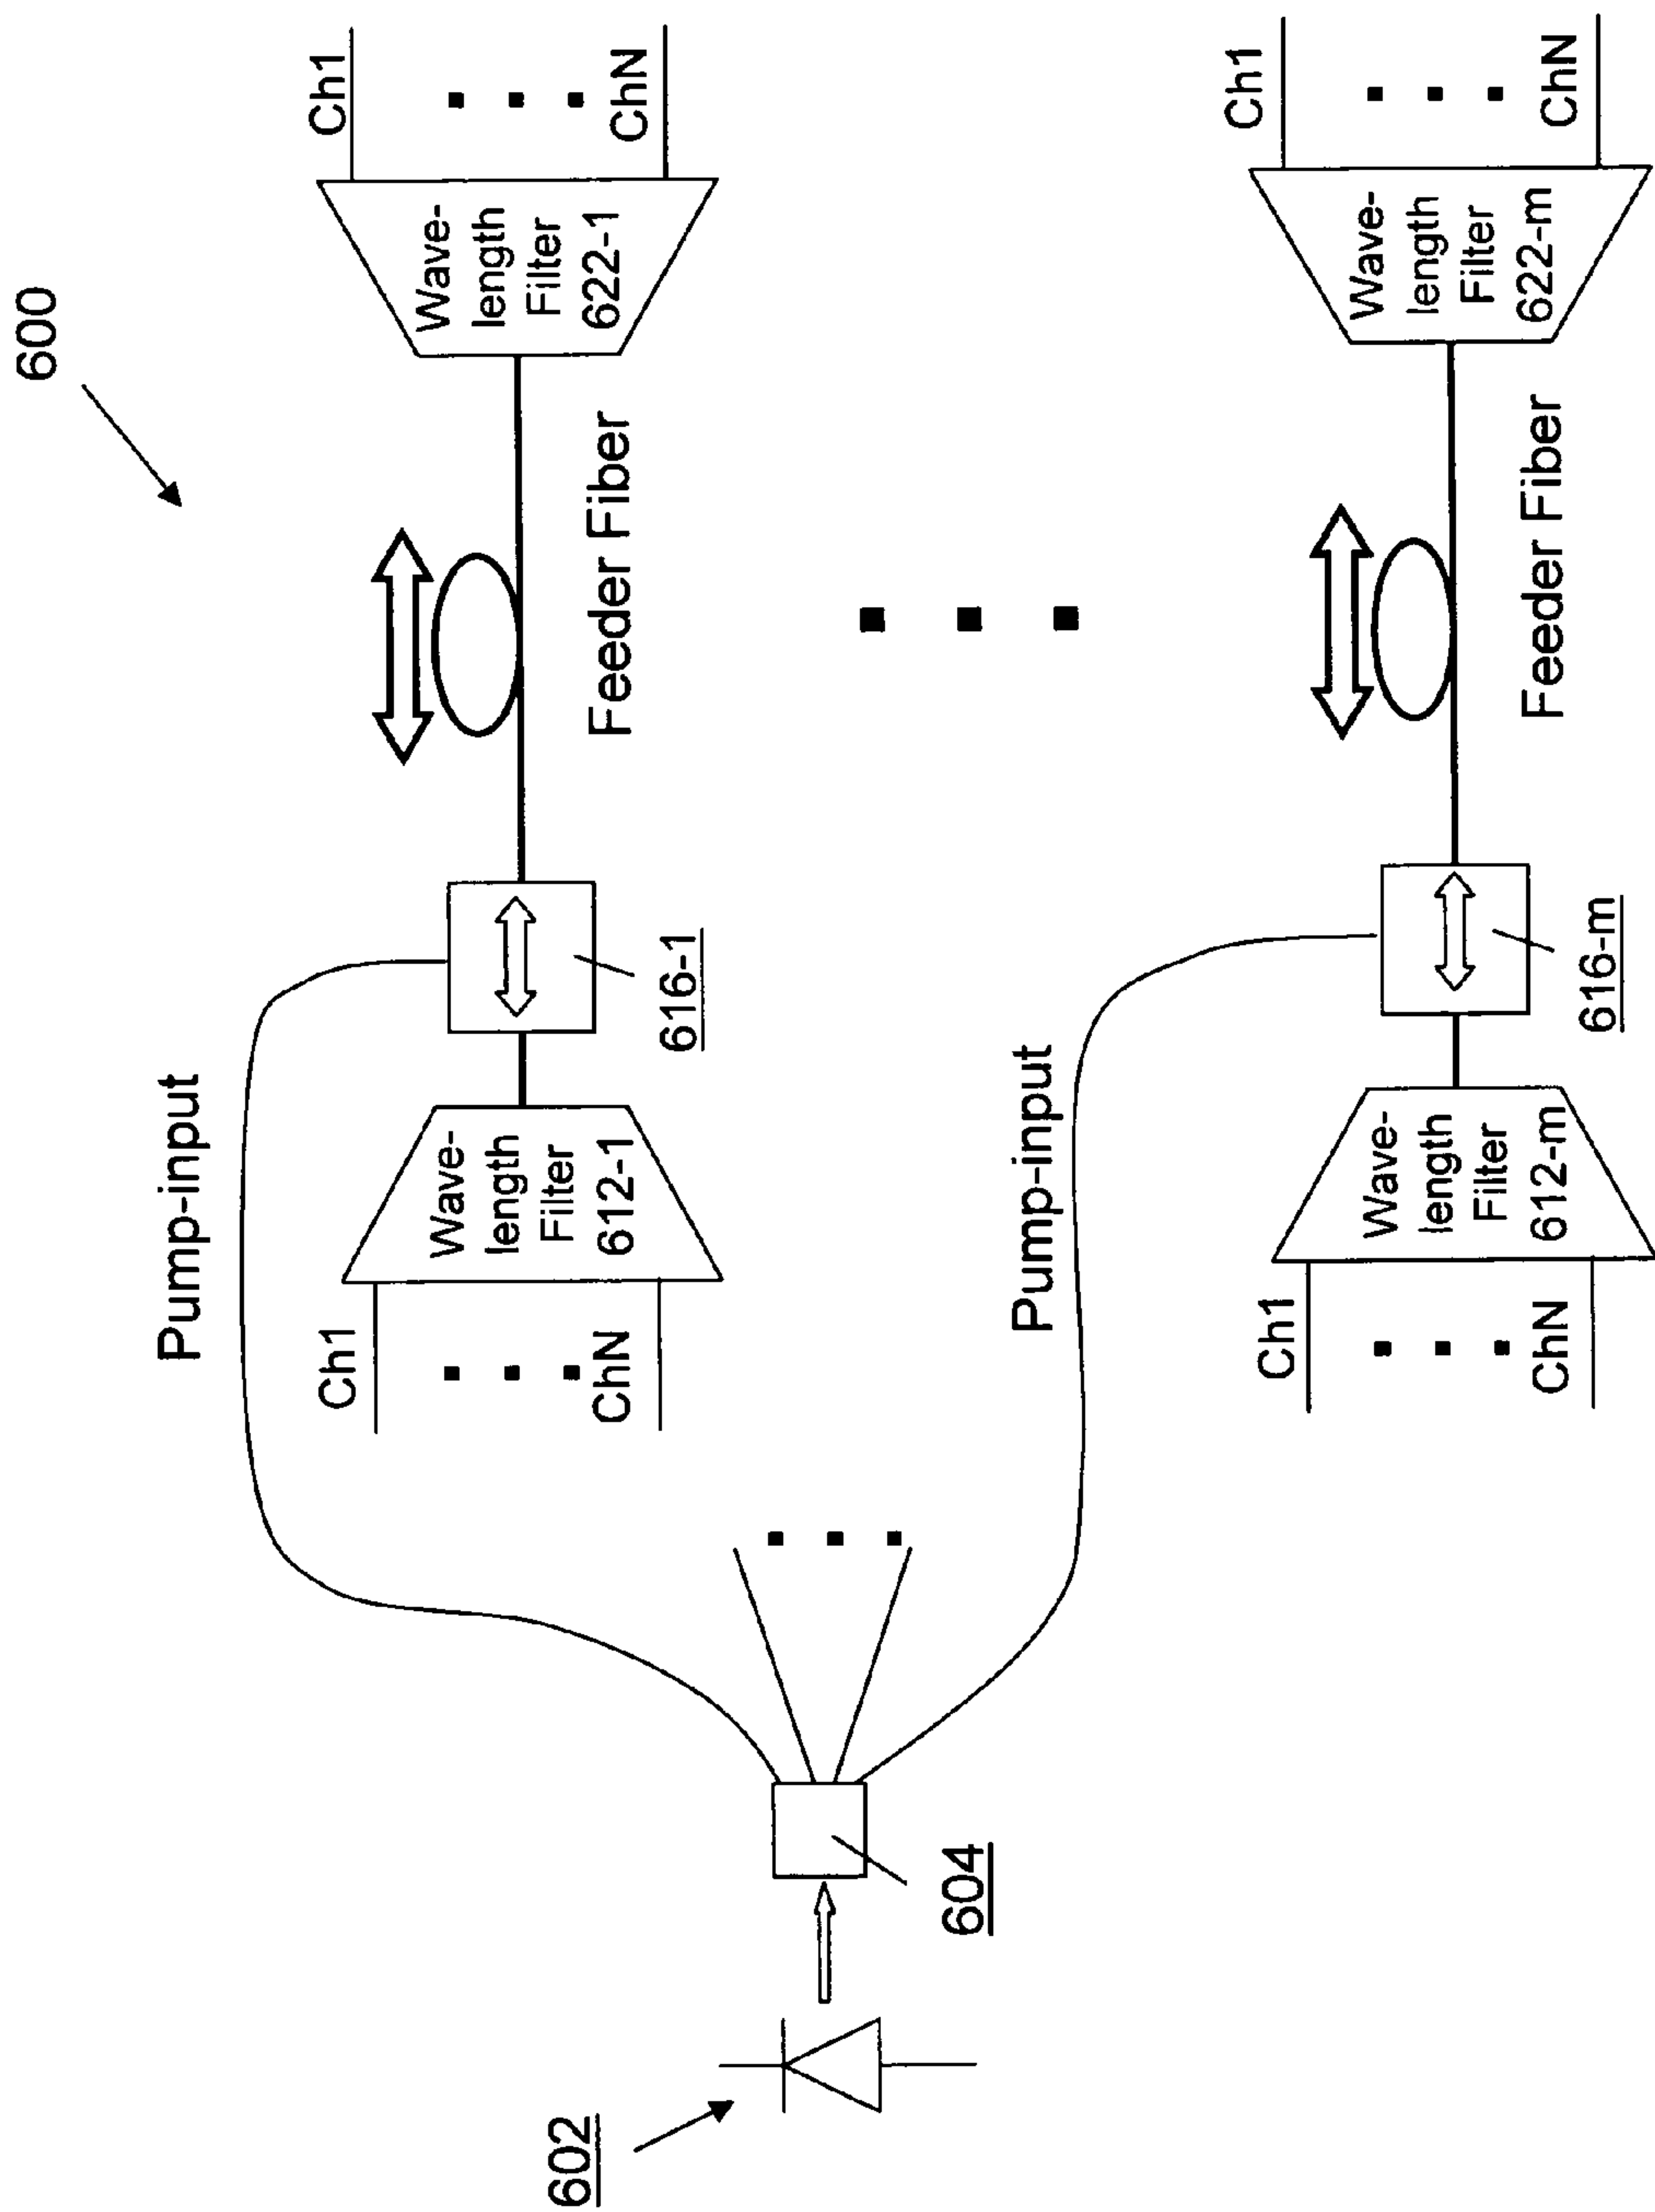 600
Pump-input
Ch1
ChN
Wave-
length
Filter
612-1
616-1
Feeder Fiber
Wave-
length
Filter
622-1
Ch1
ChN
602
604
Pump-input
Ch1
ChN
Wave-
length
Filter
612-m
616-m
Feeder Fiber
Wave-
length
Filter
622-m
Ch1
ChN